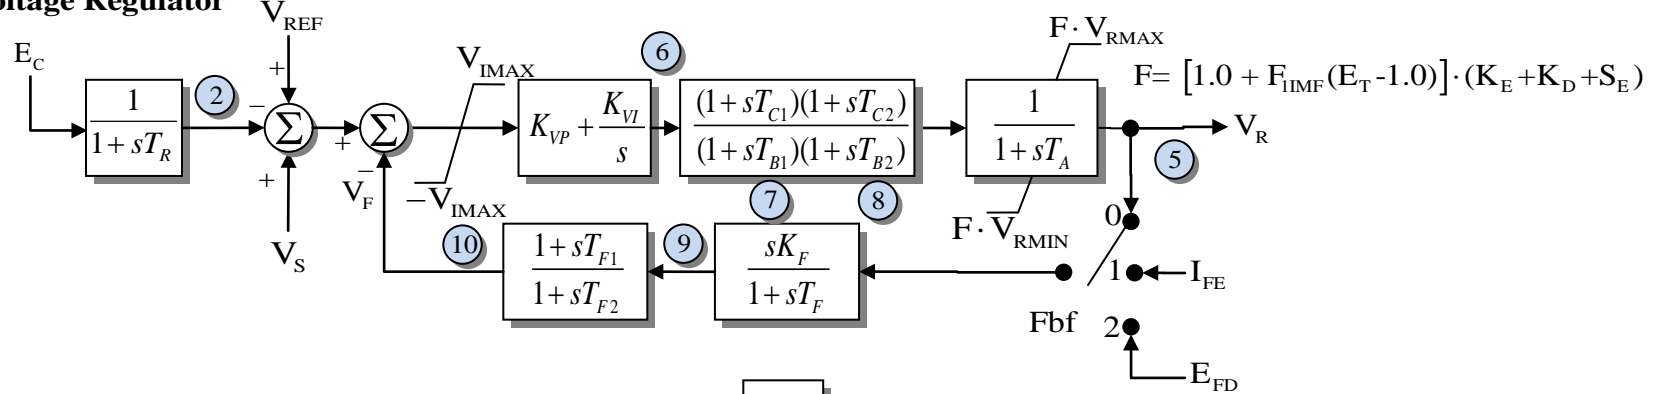 oltage Regulator
V_REF
E_C
+
1
1 + sT_R
2
−
Σ
+
V_S
+
Σ
−
V_F
V_IMAX
−V_IMAX
K_VP + K_VI
s
6
(1 + sT_C1)(1 + sT_C2)
(1 + sT_B1)(1 + sT_B2)
7
8
F·V_RMAX
1
1 + sT_A
F·V_RMIN
F= [1.0 + F_1IMF(E_T-1.0)]·(K_E+K_D+S_E)
V_R
5
10
1 + sT_F1
1 + sT_F2
9
sK_F
1 + sT_F
0
1
I_FE
Fbf
2
E_FD